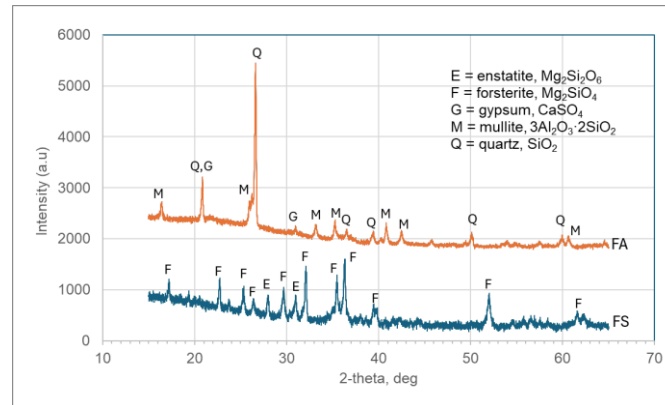 6000
5000
4000
3000
2000
1000
0
Intensity (a.u)
10 20 30 40 50 60 70
2-theta, deg
E = enstatite, Mg₂Si₂O₆
F = forsterite, Mg₂SiO₄
G = gypsum, CaSO₄
M = mullite, 3Al₂O₃·2SiO₂
Q = quartz, SiO₂
M
Q,G
M
Q
G
M
M
Q
Q
M
M
Q
Q
M
FA
F
F
F
F
E
F
E
F
F
F
F
F
F
FS